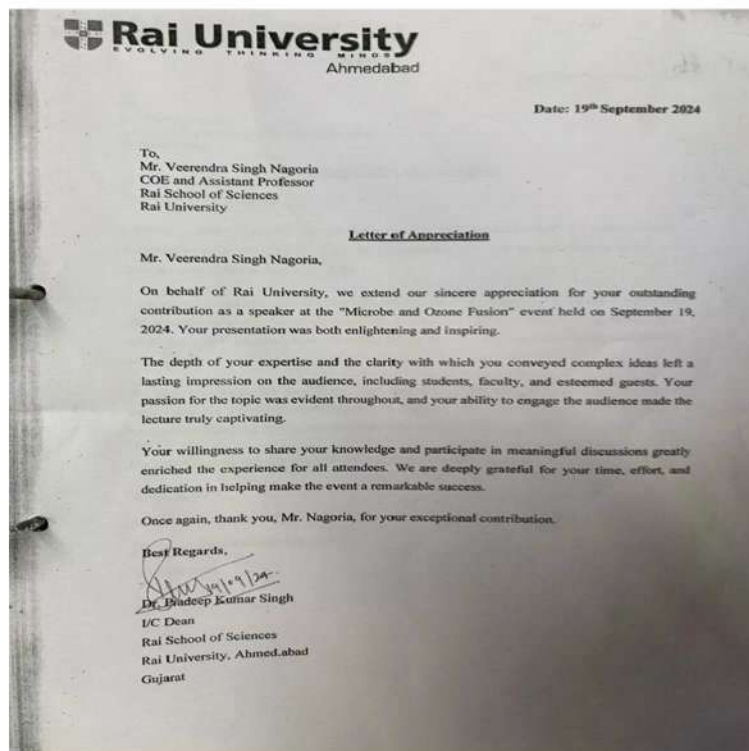 Rai University
EVOLVING THINKING MINDS
Ahmedabad
Date: 19th September 2024
To,
Mr. Veerendra Singh Nagoria
COE and Assistant Professor
Rai School of Sciences
Rai University
Letter of Appreciation
Mr. Veerendra Singh Nagoria,
On behalf of Rai University, we extend our sincere appreciation for your outstanding
contribution as a speaker at the "Microbe and Ozone Fusion" event held on September 19,
2024. Your presentation was both enlightening and inspiring.
The depth of your expertise and the clarity with which you conveyed complex ideas left a
lasting impression on the audience, including students, faculty, and esteemed guests. Your
passion for the topic was evident throughout, and your ability to engage the audience made the
lecture truly captivating.
Your willingness to share your knowledge and participate in meaningful discussions greatly
enriched the experience for all attendees. We are deeply grateful for your time, effort, and
dedication in helping make the event a remarkable success.
Once again, thank you, Mr. Nagoria, for your exceptional contribution.
Best Regards,
19/09/24
Dr. Pradeep Kumar Singh
I/C Dean
Rai School of Sciences
Rai University, Ahmed.abad
Gujarat